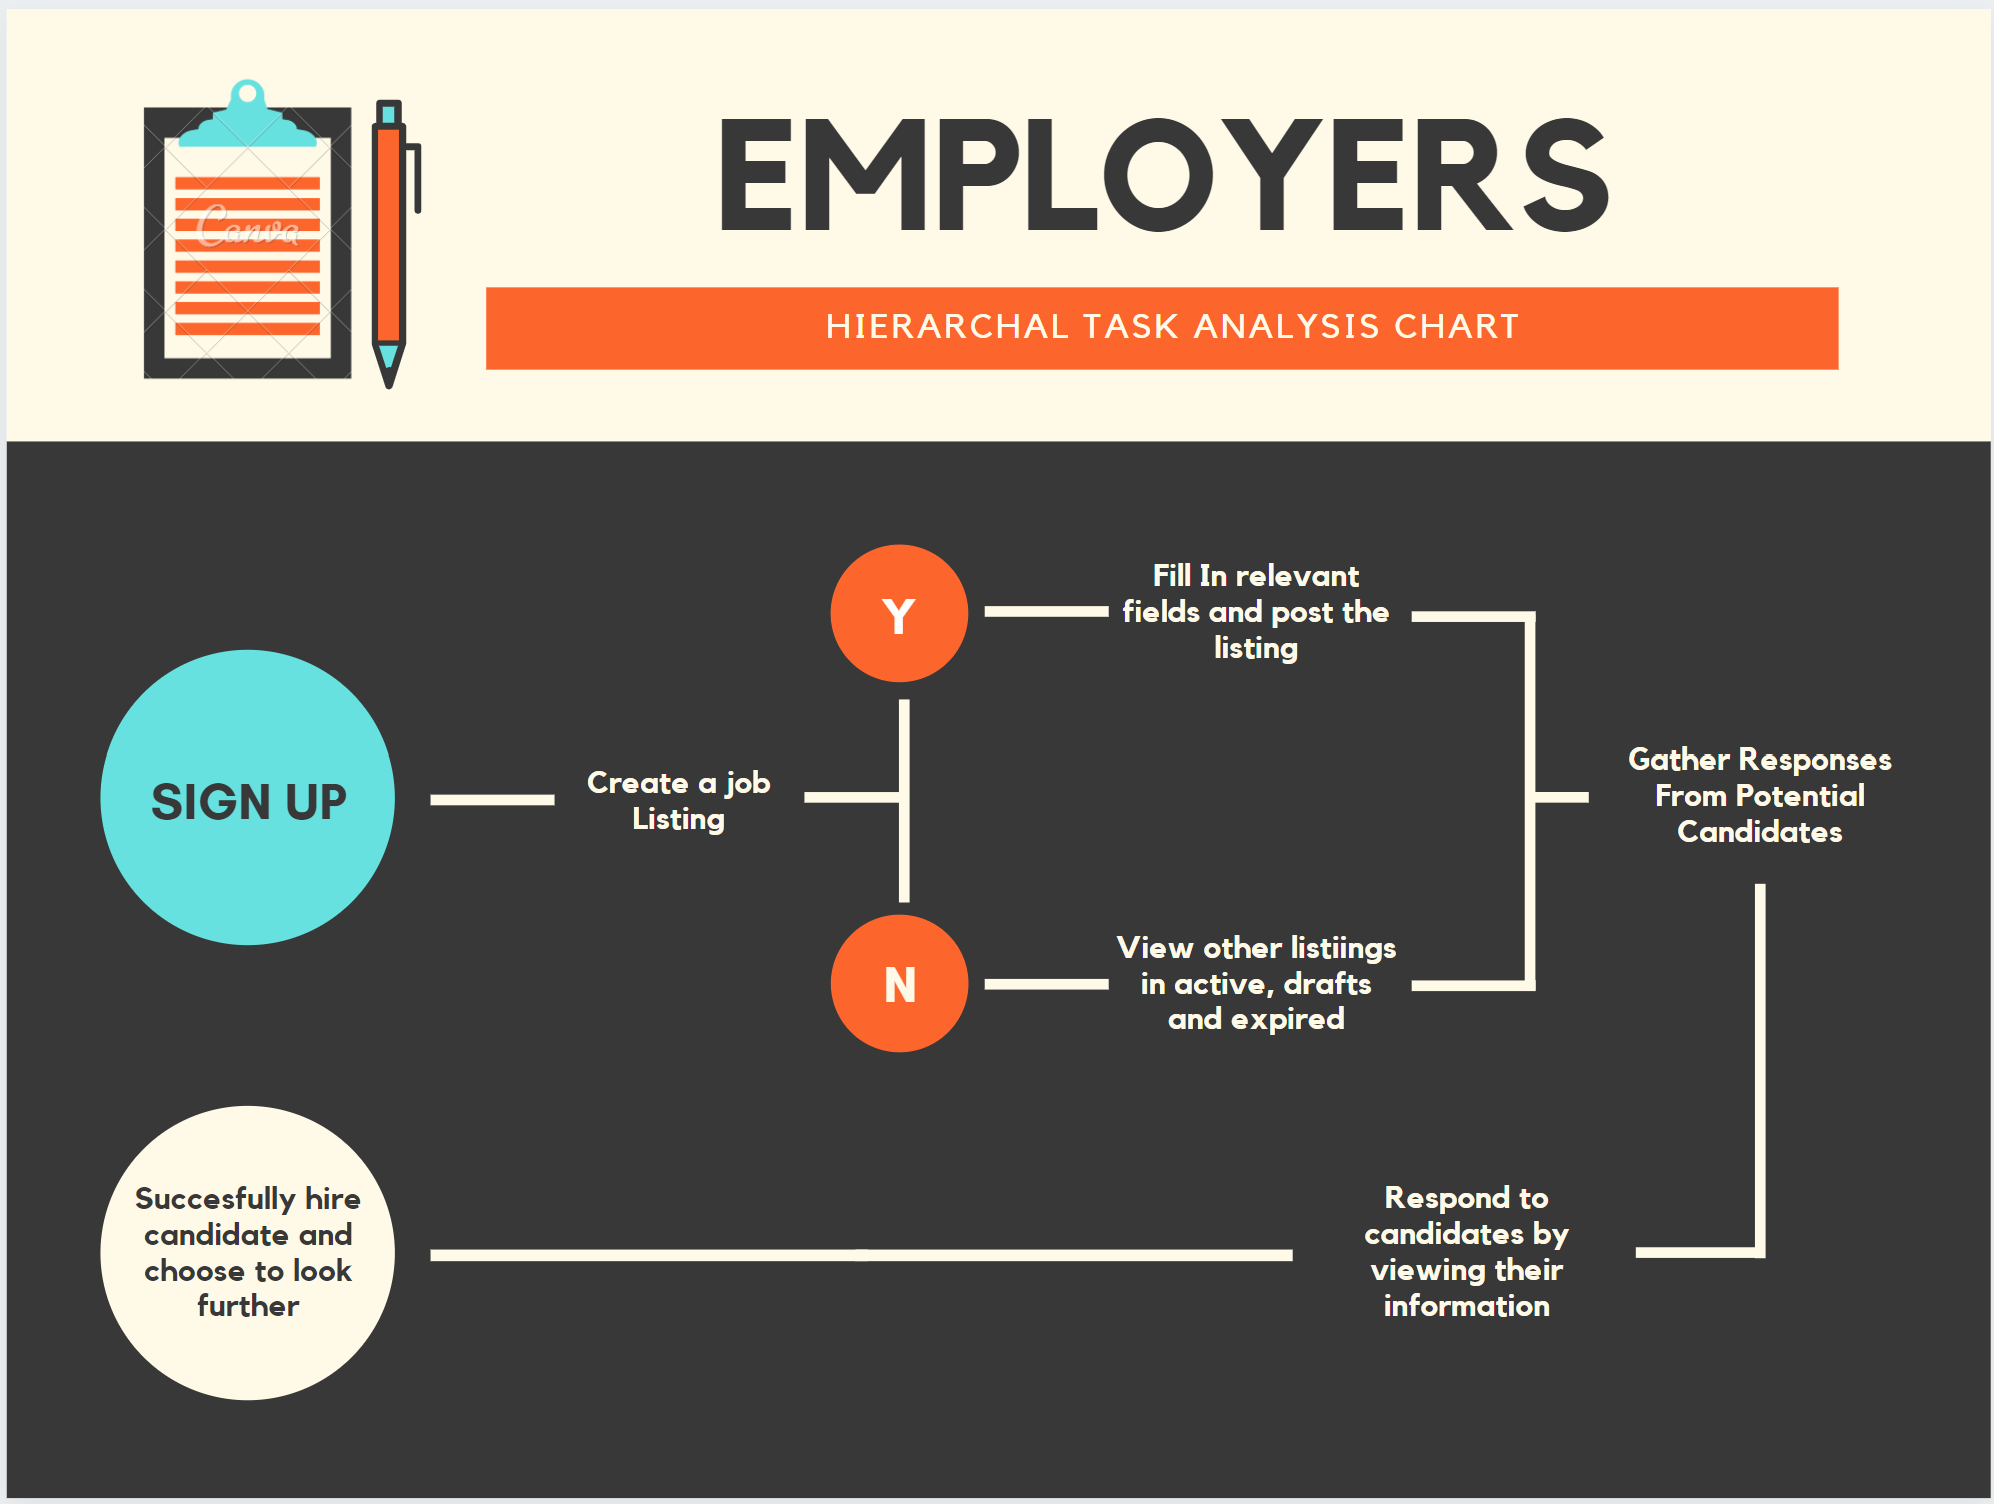 EMPLOYERS
HIERARCHAL TASK ANALYSIS CHART
Canva
SIGN UP
Create a job
Listing
Y
Fill In relevant
fields and post the
listing
N
View other listiings
in active, drafts
and expired
Gather Responses
From Potential
Candidates
Respond to
candidates by
viewing their
information
Succesfully hire
candidate and
choose to look
further